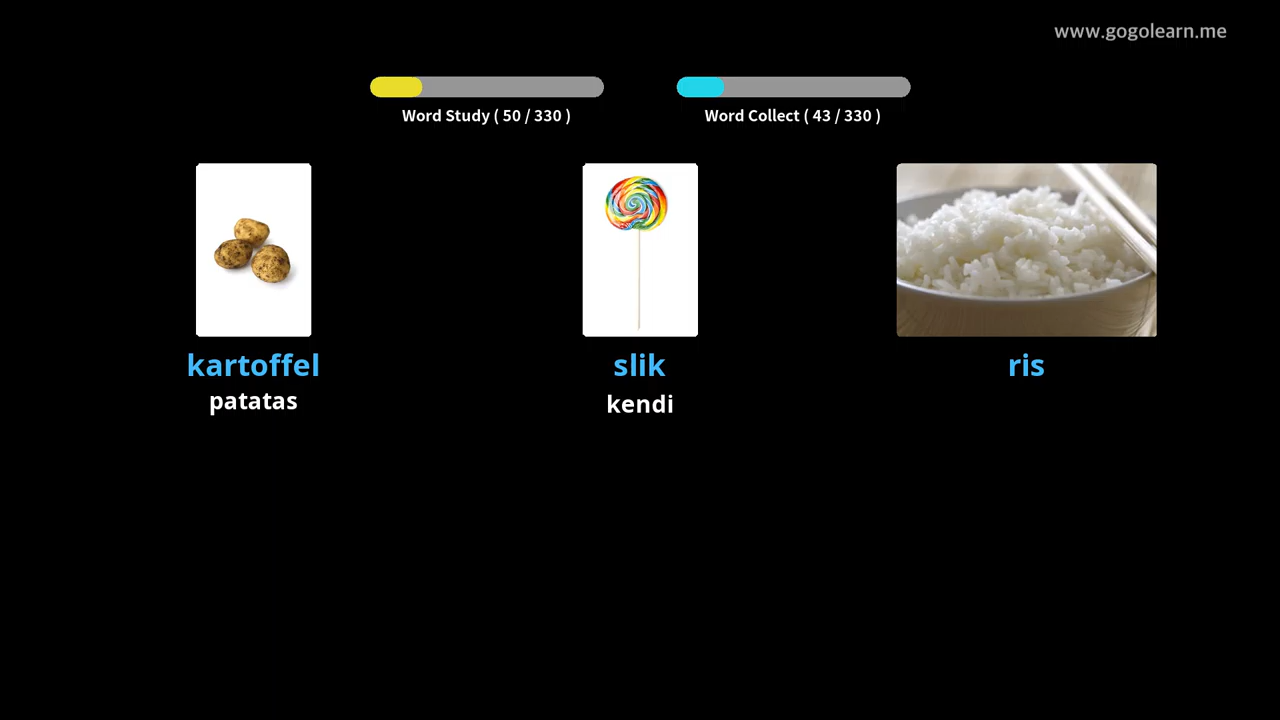 www.gogolearn.me
Word Study ( 50 / 330 )
Word Collect ( 43 / 330 )
kartoffel
patatas
slik
kendi
ris